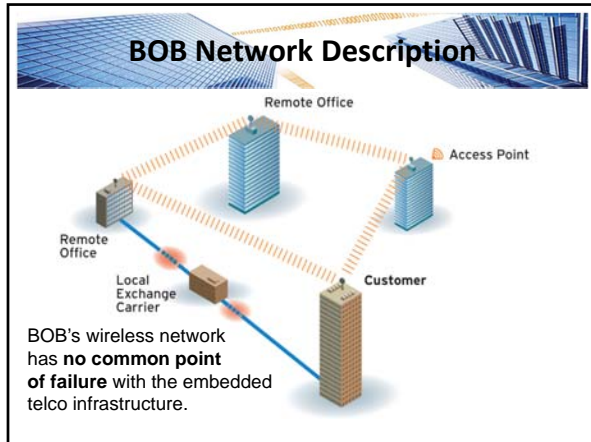 BOB Network Description
Remote Office
Access Point
Remote
Office
Local
Exchange
Carrier
Customer
BOB's wireless network
has no common point
of failure with the embedded
telco infrastructure.